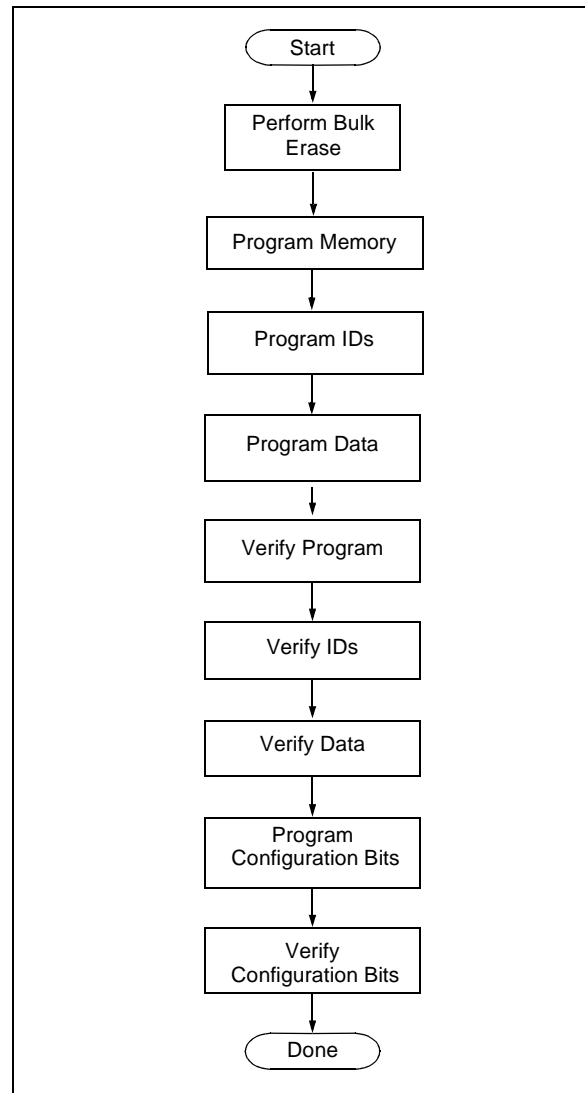 Start
Perform Bulk
Erase
Program Memory
Program IDs
Program Data
Verify Program
Verify IDs
Verify Data
Program
Configuration Bits
Verify
Configuration Bits
Done